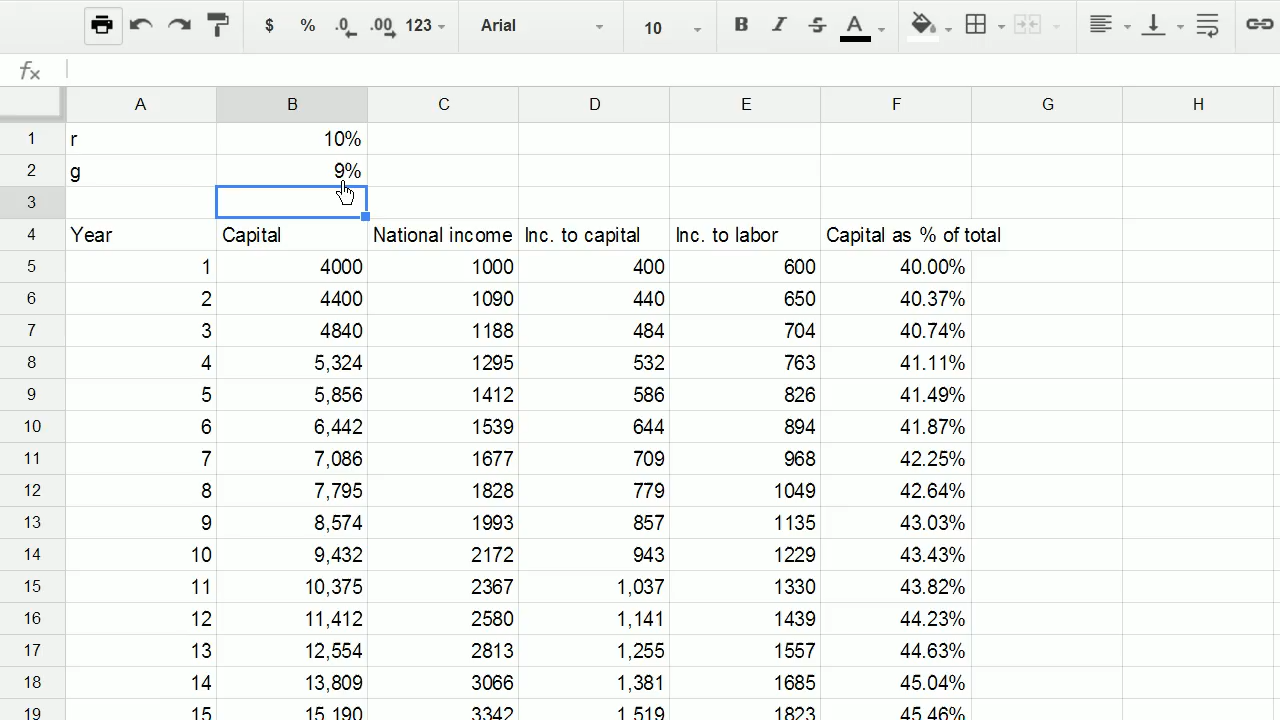 $ % .0 .00 123 Arial 10 B I S A
fx
A B C D E F G H
1 r 10%
2 g 9%
3
4 Year Capital National income Inc. to capital Inc. to labor Capital as % of total
5 1 4000 1000 400 600 40.00%
6 2 4400 1090 440 650 40.37%
7 3 4840 1188 484 704 40.74%
8 4 5,324 1295 532 763 41.11%
9 5 5,856 1412 586 826 41.49%
10 6 6,442 1539 644 894 41.87%
11 7 7,086 1677 709 968 42.25%
12 8 7,795 1828 779 1049 42.64%
13 9 8,574 1993 857 1135 43.03%
14 10 9,432 2172 943 1229 43.43%
15 11 10,375 2367 1,037 1330 43.82%
16 12 11,412 2580 1,141 1439 44.23%
17 13 12,554 2813 1,255 1557 44.63%
18 14 13,809 3066 1,381 1685 45.04%
19 15 15,190 3342 1,519 1823 45.46%